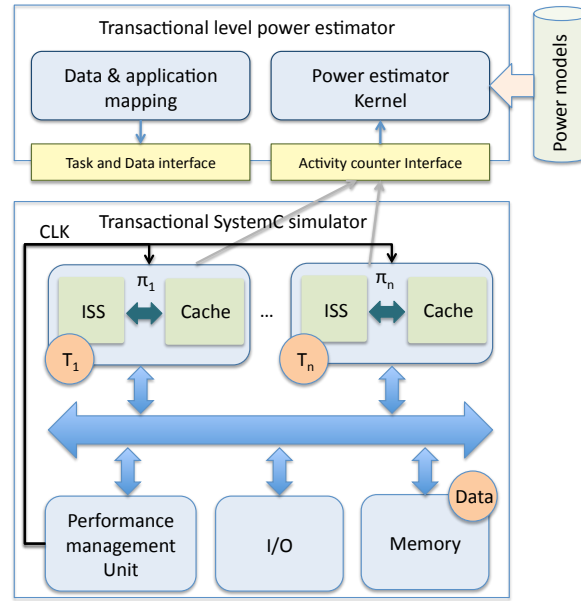 Transactional level power estimator
Data & application
mapping
Power estimator
Kernel
Power models
Task and Data interface
Activity counter Interface
Transactional SystemC simulator
CLK
π1
ISS
Cache
T1
...
πn
ISS
Cache
Tn
Performance
management
Unit
I/O
Memory
Data